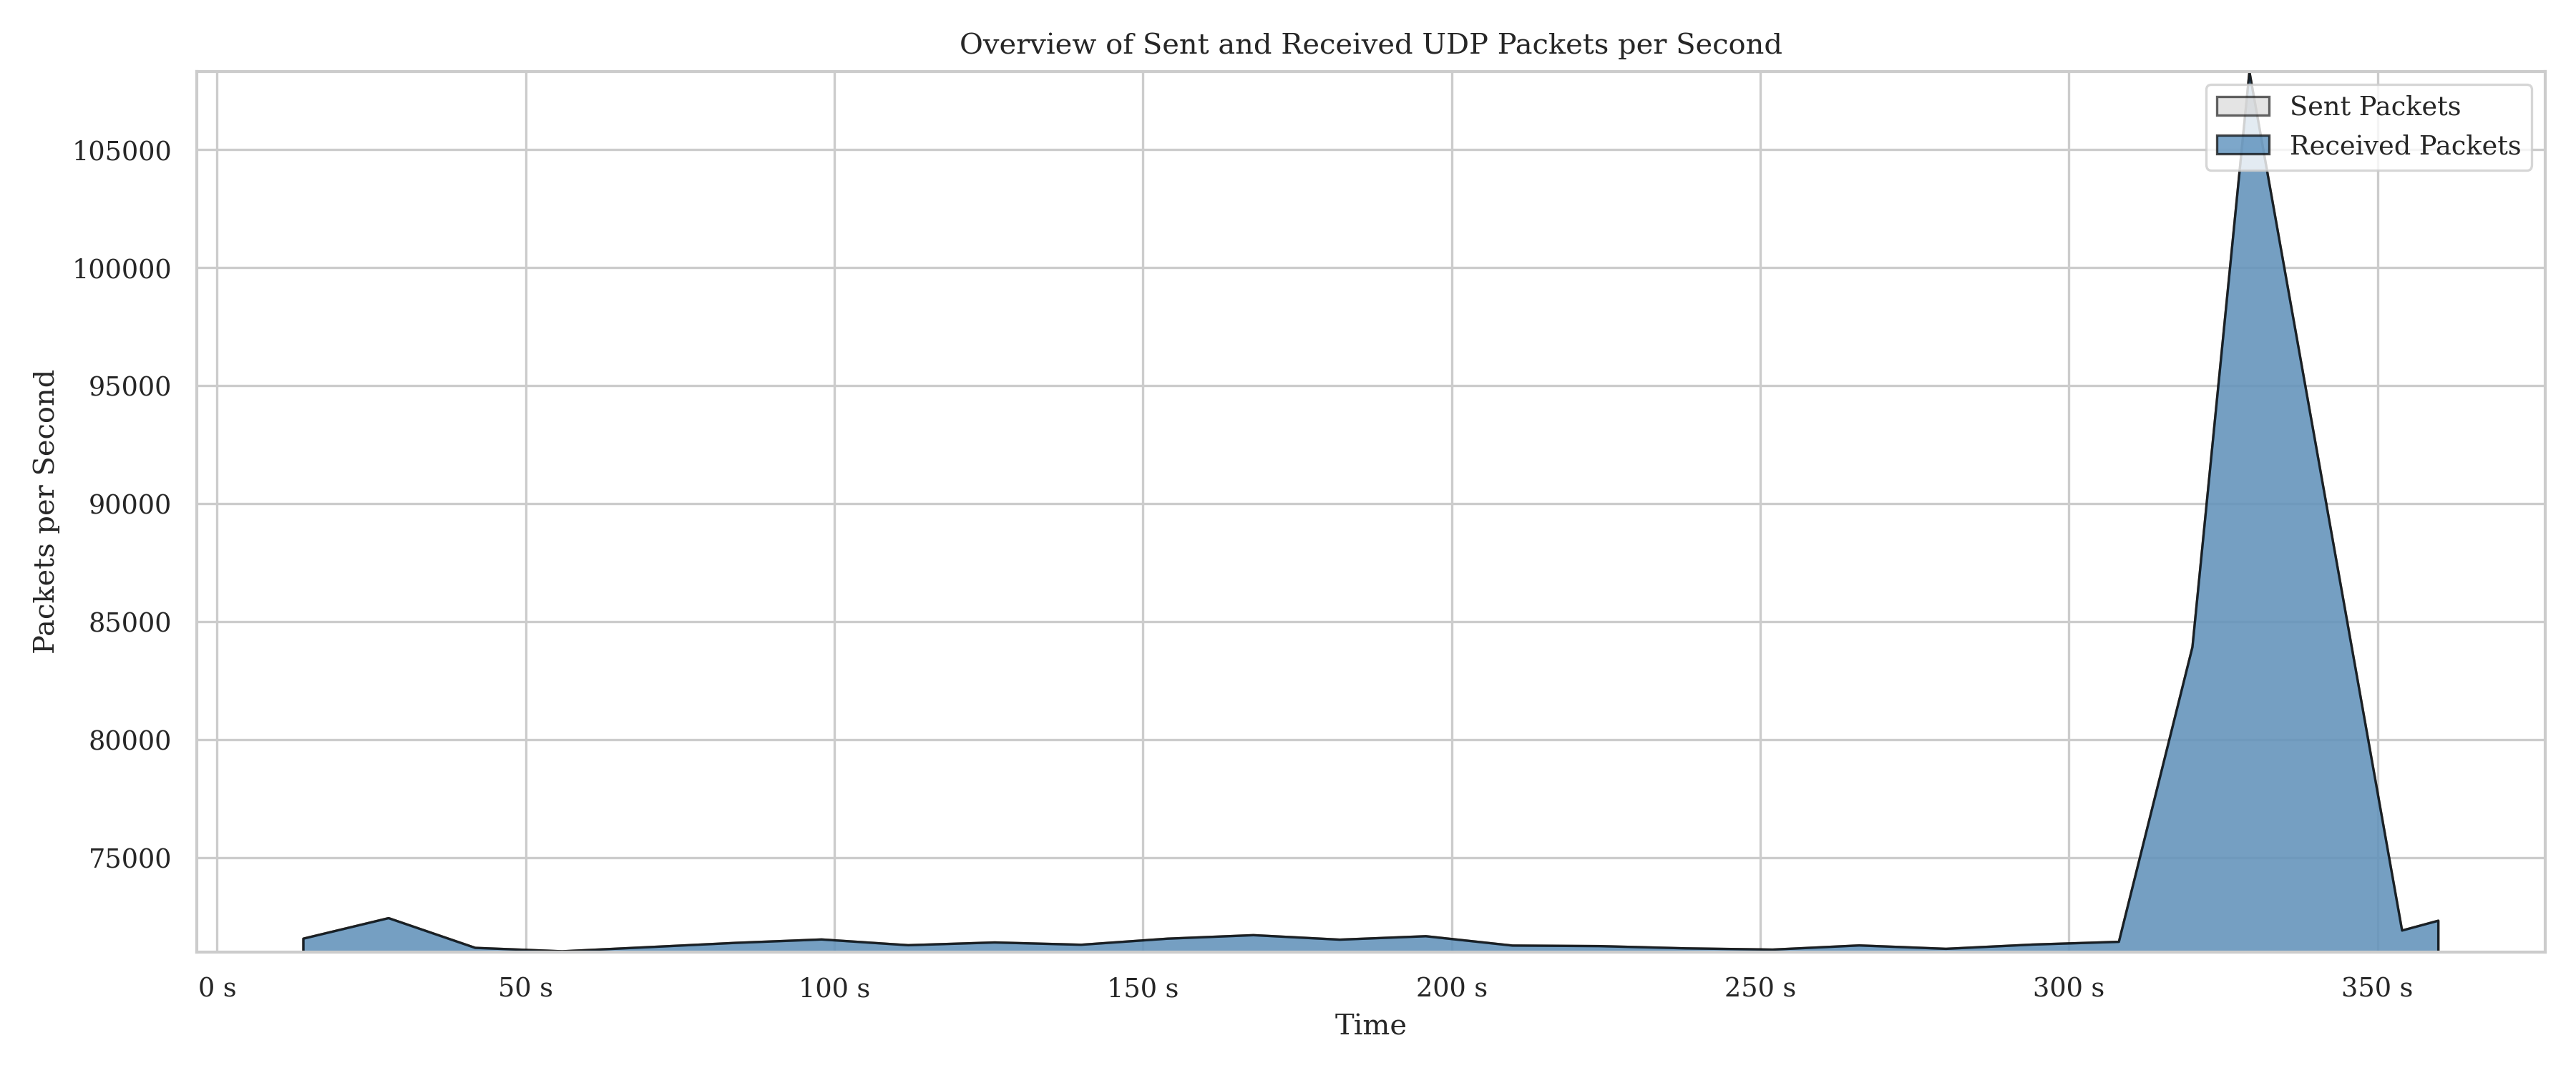 Overview of Sent and Received UDP Packets per Second
Sent Packets
Received Packets
105000
100000
95000
90000
85000
80000
75000
Packets per Second
0 s
50 s
100 s
150 s
200 s
250 s
300 s
350 s
Time